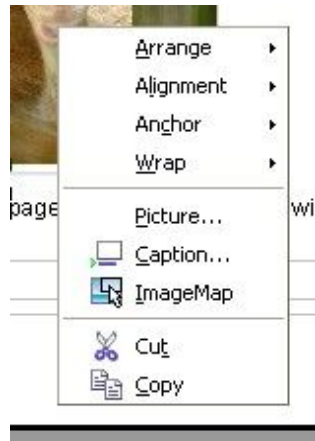 Arrange
Alignment
Anchor
Wrap
page
wi
Picture...
Caption...
ImageMap
Cut
Copy